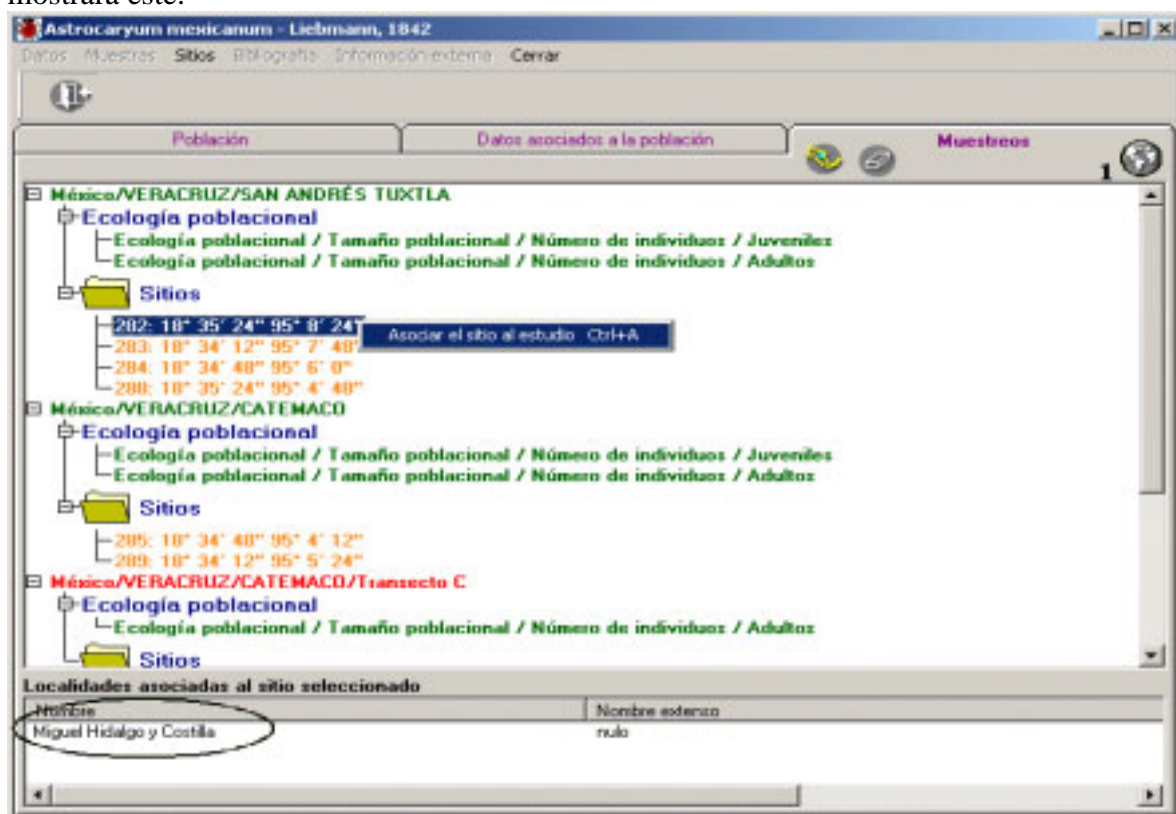 mostrará este.
Astrocaryum mexicanum - Liebmann, 1842
Datos Muestras Sitios Bibliografía Información externa Cerrar
Población Datos asociados a la población Muestreos 1
México/VERACRUZ/SAN ANDRÉS TUXTLA
Ecología poblacional
Ecología poblacional / Tamaño poblacional / Número de individuos / Juveniles
Ecología poblacional / Tamaño poblacional / Número de individuos / Adultos
Sitios
282: 18° 35' 24" 95° 8' 24" Asociar el sitio al estudio Ctrl+A
283: 18° 34' 12" 95° 7' 48"
284: 18° 34' 48" 95° 6' 0"
288: 18° 35' 24" 95° 4' 48"
México/VERACRUZ/CATEMACO
Ecología poblacional
Ecología poblacional / Tamaño poblacional / Número de individuos / Juveniles
Ecología poblacional / Tamaño poblacional / Número de individuos / Adultos
Sitios
285: 18° 34' 48" 95° 4' 12"
289: 18° 34' 12" 95° 5' 24"
México/VERACRUZ/CATEMACO/Transecto C
Ecología poblacional
Ecología poblacional / Tamaño poblacional / Número de individuos / Adultos
Sitios
Localidades asociadas al sitio seleccionado
Nombre Nombre extenso
Miguel Hidalgo y Costilla nulo